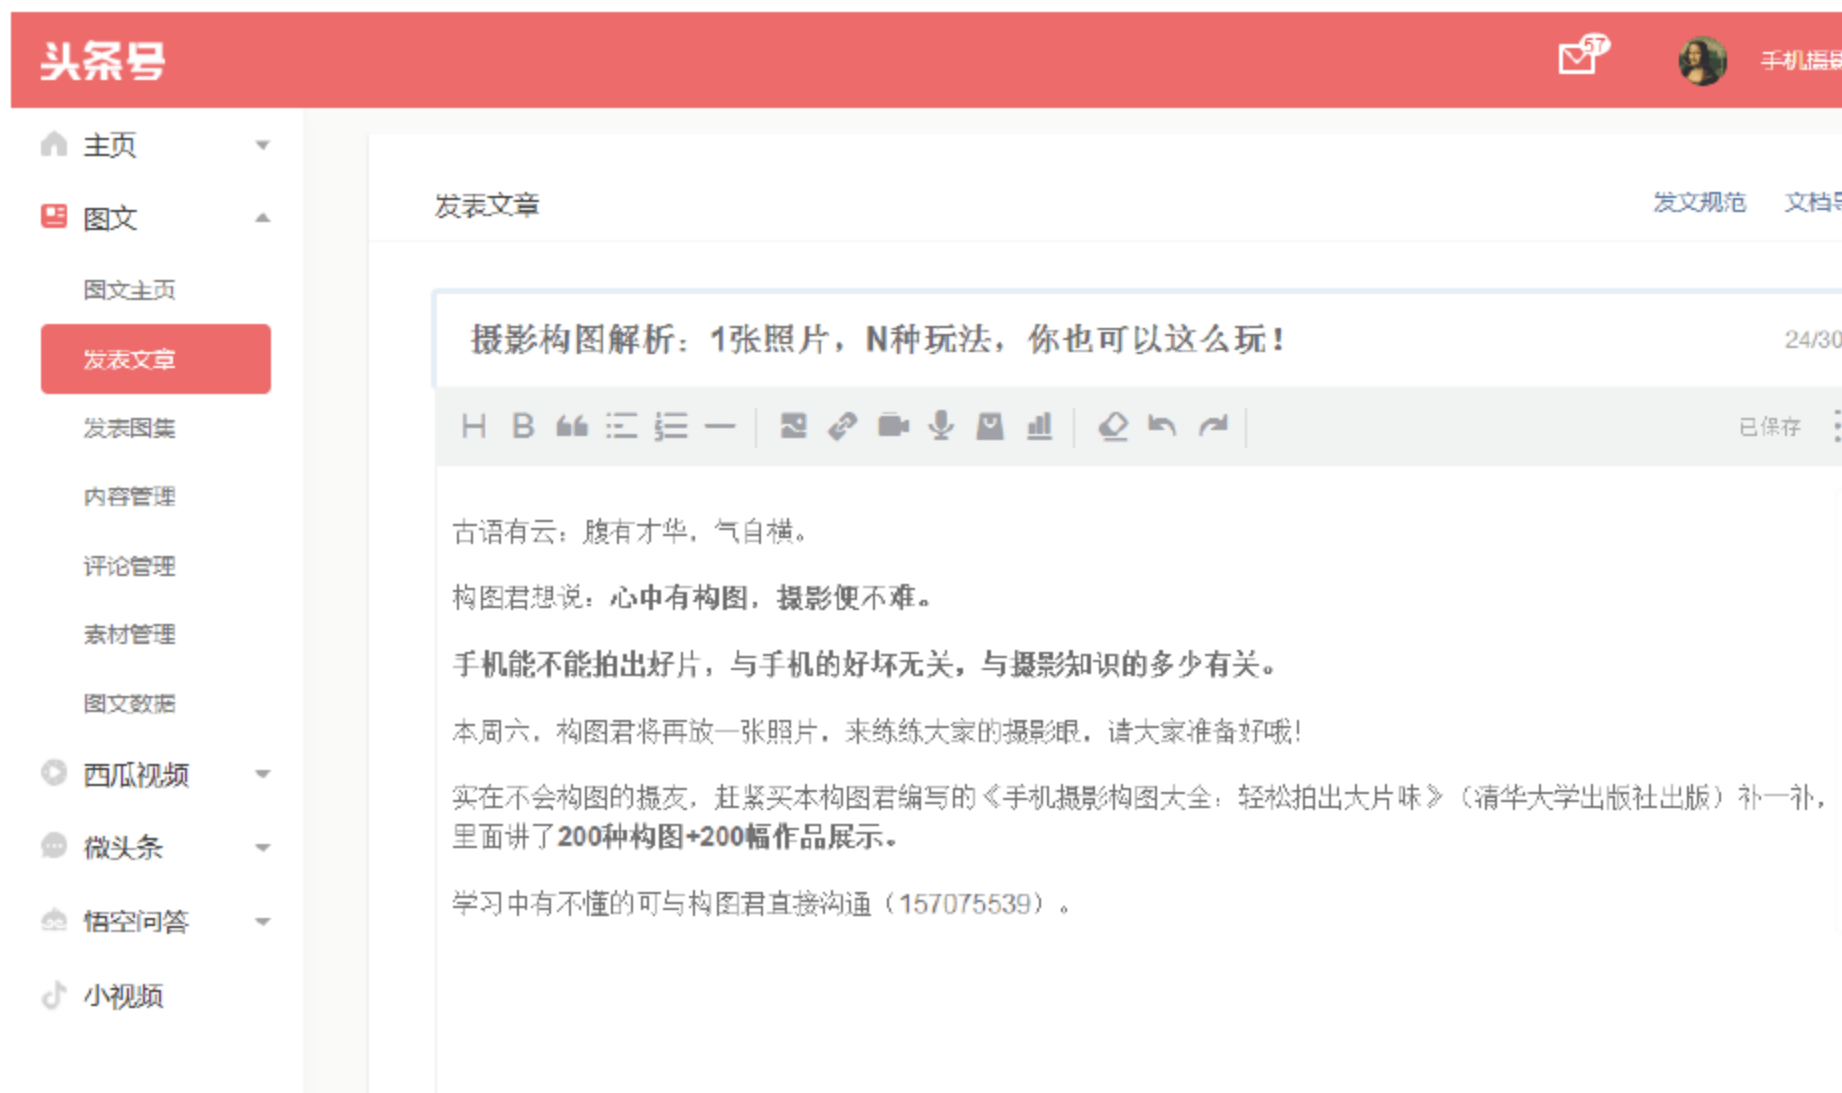 头条号
57
手机摄
主页
图文
图文主页
发表文章
发表图集
内容管理
评论管理
素材管理
图文数据
西瓜视频
微头条
悟空问答
小视频
发表文章
发文规范 文档
摄影构图解析：1张照片，N种玩法，你也可以这么玩！
24/30
H B
已保存
古语有云：腹有才华，气自横。
构图君想说：心中有构图，摄影便不难。
手机能不能拍出好片，与手机的好坏无关，与摄影知识的多少有关。
本周六，构图君将再放一张照片，来练练大家的摄影眼，请大家准备好哦！
实在不会构图的摄友，赶紧买本构图君编写的《手机摄影构图大全：轻松拍出大片味》（清华大学出版社出版）补一补，
里面讲了200种构图+200幅作品展示。
学习中有不懂的可与构图君直接沟通（157075539）。